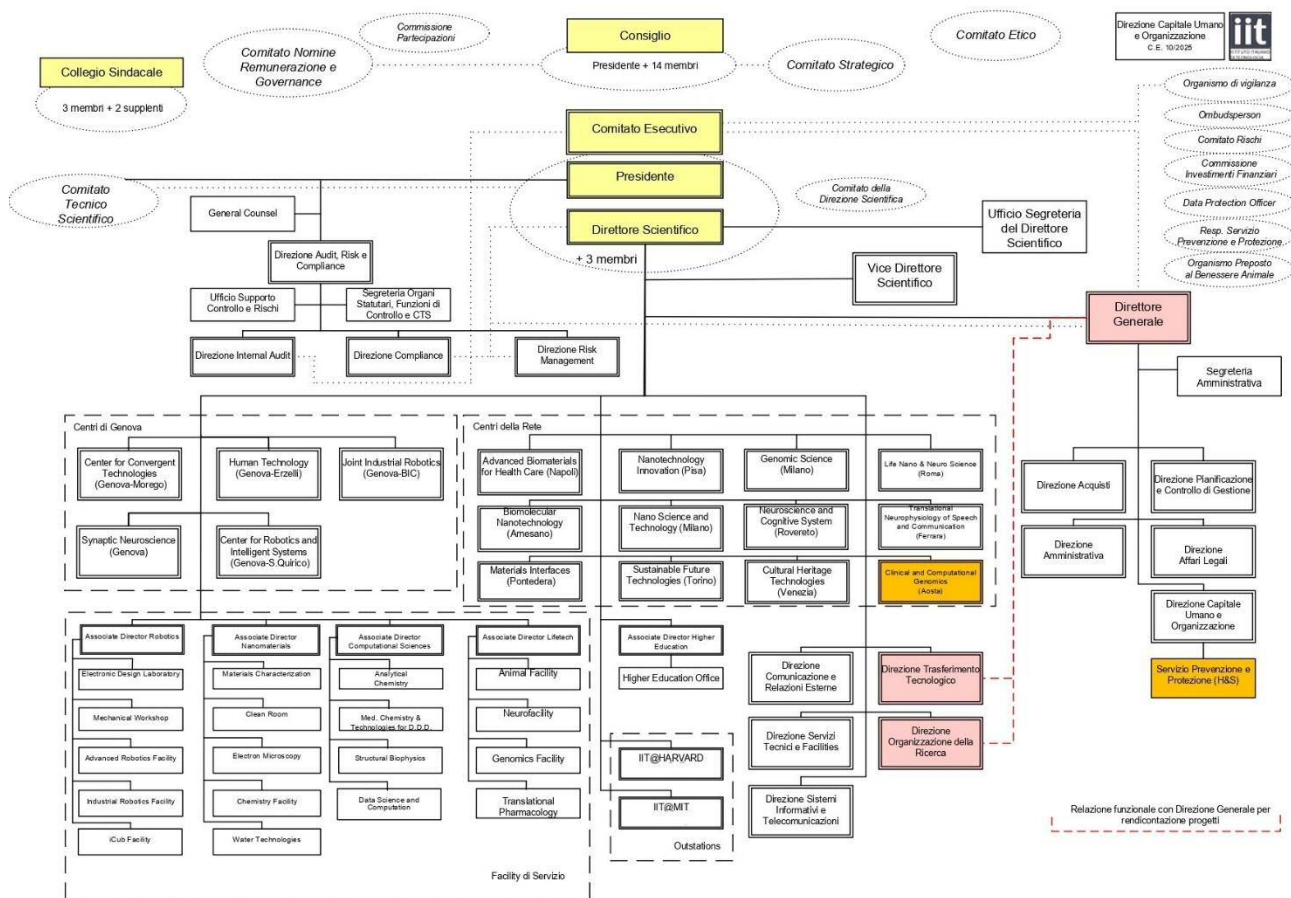 Commissione
Partecipazioni
Consiglio
Presidente + 14 membri
Comitato Etico
Direzione Capitale Umano
e Organizzazione
C.E. 10/2025
iit
Comitato Nomine
Remunerazione e
Governance
Comitato Strategico
Collegio Sindacale
3 membri + 2 supplenti
Organismo di vigilanza
Ombudsperson
Comitato Rischi
Commissione
Investimenti Finanziari
Data Protection Officer
Resp. Servizio
Prevenzione e Protezione
Organismo Preposto
al Benessere Animale
Comitato Esecutivo
Presidente
Direttore Scientifico
+ 3 membri
Comitato
Tecnico
Scientifico
Comitato della
Direzione Scientifica
General Counsel
Ufficio Segreteria
del Direttore
Scientifico
Direzione Audit, Risk e
Compliance
Vice Direttore
Scientifico
Ufficio Supporto
Controllo e Rischi
Segreteria Organi
Statutari, Funzioni di
Controllo e CTS
Direttore
Generale
Direzione Internal Audit
Direzione Compliance
Direzione Risk
Management
Segreteria
Amministrativa
Centri di Genova
Center for Convergent
Technologies
(Genova-Morego)
Human Technology
(Genova-Erzelli)
Joint Industrial Robotics
(Genova-BIC)
Synaptic Neuroscience
(Genova)
Center for Robotics and
Intelligent Systems
(Genova-S.Quirico)
Centri della Rete
Advanced Biomaterials
for Health Care (Napoli)
Nanotechnology
Innovation (Pisa)
Genomic Science
(Milano)
Life Nano & Neuro Science
(Roma)
Biomolecular
Nanotechnology
(Arnesano)
Nano Science and
Technology (Milano)
Neuroscience and
Cognitive System
(Rovereto)
Translational
Neurophysiology of Speech
and Communication
(Ferrara)
Materials Interfaces
(Pontedera)
Sustainable Future
Technologies (Torino)
Cultural Heritage
Technologies
(Venezia)
Clinical and Computational
Genomics
(Aosta)
Direzione Acquisti
Direzione Planificazione
e Controllo di Gestione
Direzione
Amministrativa
Direzione
Affari Legali
Direzione Capitale
Umano e
Organizzazione
Servizio Prevenzione e
Protezione (H&S)
Associate Director Robotics
Electronic Design Laboratory
Mechanical Workshop
Advanced Robotics Facility
Industrial Robotics Facility
iCub Facility
Associate Director
Nanomaterials
Materials Characterization
Clean Room
Electron Microscopy
Chemistry Facility
Water Technologies
Associate Director
Computational Sciences
Analytical
Chemistry
Med. Chemistry &
Technologies for D.D.D.
Structural Biophysics
Data Science and
Computation
Associate Director Lifetech
Animal Facility
Neurofacility
Genomics Facility
Translational
Pharmacology
Facility di Servizio
Associate Director Higher
Education
Higher Education Office
IIT@HARVARD
IIT@MIT
Outstations
Direzione
Comunicazione e
Relazioni Esterne
Direzione Trasferimento
Tecnologico
Direzione Servizi
Tecnici e Facilities
Direzione
Organizzazione della
Ricerca
Direzione Sistemi
Informativi e
Telecomunicazioni
Relazione funzionale con Direzione Generale per
rendicontazione progetti